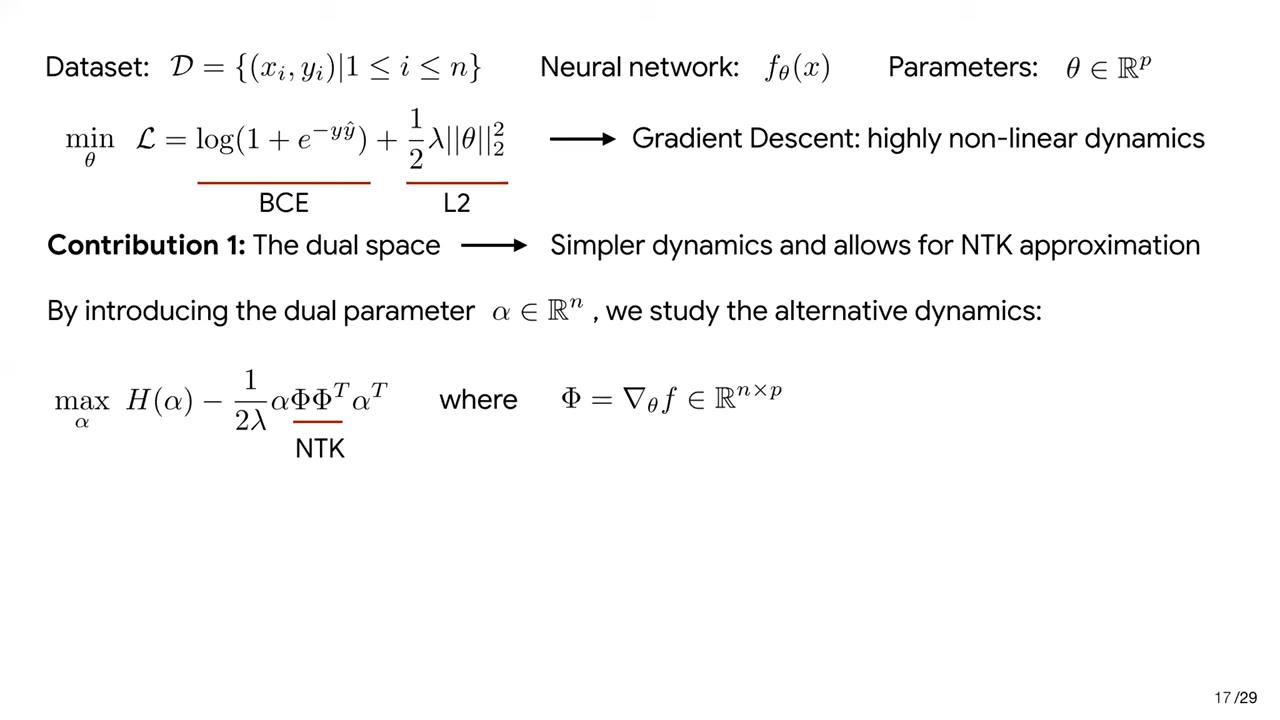 Dataset: 𝒟 = {(xᵢ, yᵢ)|1 ≤ i ≤ n} Neural network: f_θ(x) Parameters: θ ∈ ℝᵖ
min_θ ℒ = log(1 + e^{−yŷ}) + 1/2 λ||θ||₂² ⟶ Gradient Descent: highly non-linear dynamics
BCE L2
Contribution 1: The dual space ⟶ Simpler dynamics and allows for NTK approximation
By introducing the dual parameter α ∈ ℝⁿ , we study the alternative dynamics:
max_α H(α) − 1/2λ αΦΦᵀαᵀ where Φ = ∇_θ f ∈ ℝ^{n×p}
NTK
17/29